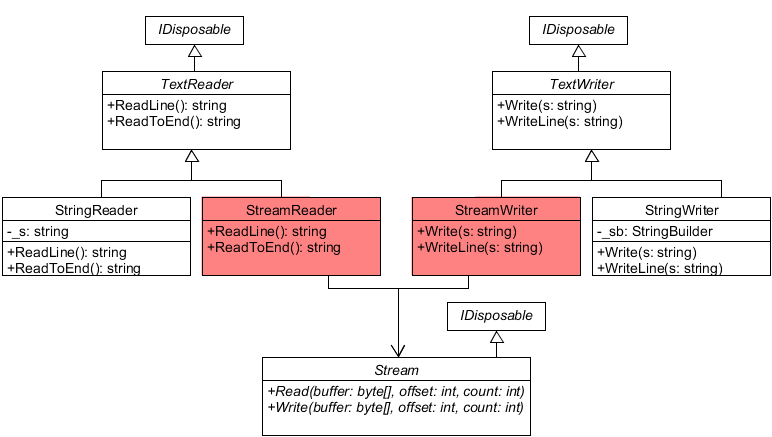 IDisposable
IDisposable
TextReader
+ReadLine(): string
+ReadToEnd(): string
TextWriter
+Write(s: string)
+WriteLine(s: string)
StringReader
-_s: string
+ReadLine(): string
+ReadToEnd(): string
StreamReader
+ReadLine(): string
+ReadToEnd(): string
StreamWriter
+Write(s: string)
+WriteLine(s: string)
StringWriter
-_sb: StringBuilder
+Write(s: string)
+WriteLine(s: string)
IDisposable
Stream
+Read(buffer: byte[], offset: int, count: int)
+Write(buffer: byte[], offset: int, count: int)